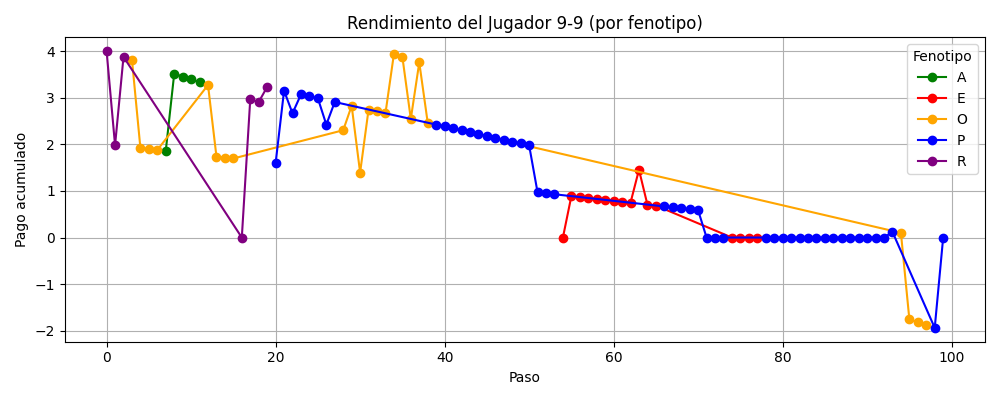 Rendimiento del Jugador 9-9 (por fenotipo)
Pago acumulado
4
3
2
1
0
−1
−2
0
20
40
60
80
100
Paso
Fenotipo
A
E
O
P
R